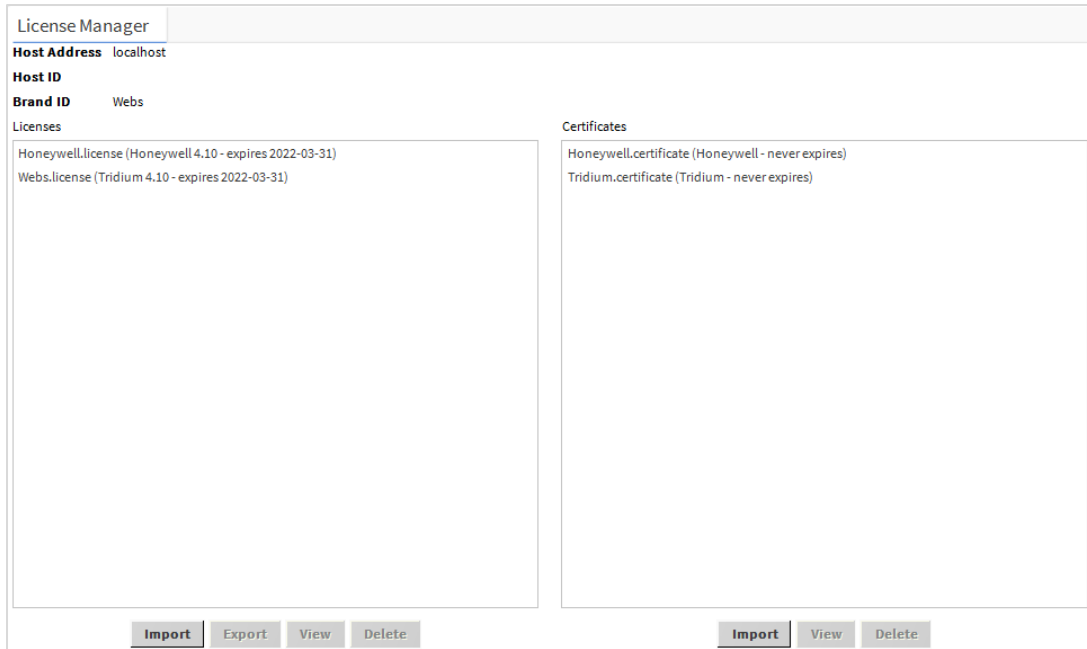 License Manager
Host Address localhost
Host ID
Brand ID Webs
Licenses
Honeywell.license (Honeywell 4.10 - expires 2022-03-31)
Webs.license (Tridium 4.10 - expires 2022-03-31)
Import Export View Delete
Certificates
Honeywell.certificate (Honeywell - never expires)
Tridium.certificate (Tridium - never expires)
Import View Delete